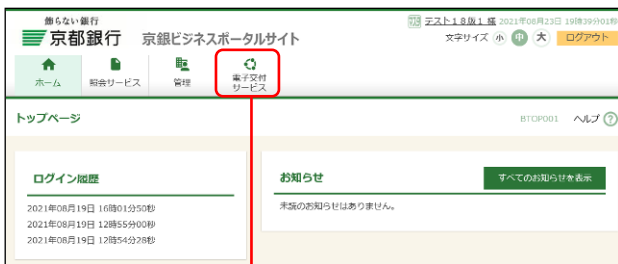 飾らない銀行
京都銀行 京銀ビジネスポータルサイト
テスト18版1 様 2021年08月23日 19時39分01秒
文字サイズ 小 中 大 ログアウト
ホーム 照会サービス 管理 電子交付
サービス
トップページ BTOP001 ヘルプ ?
ログイン履歴
2021年08月19日 16時01分50秒
2021年08月19日 12時55分00秒
2021年08月19日 12時54分28秒
お知らせ すべてのお知らせを表示
未読のお知らせはありません。